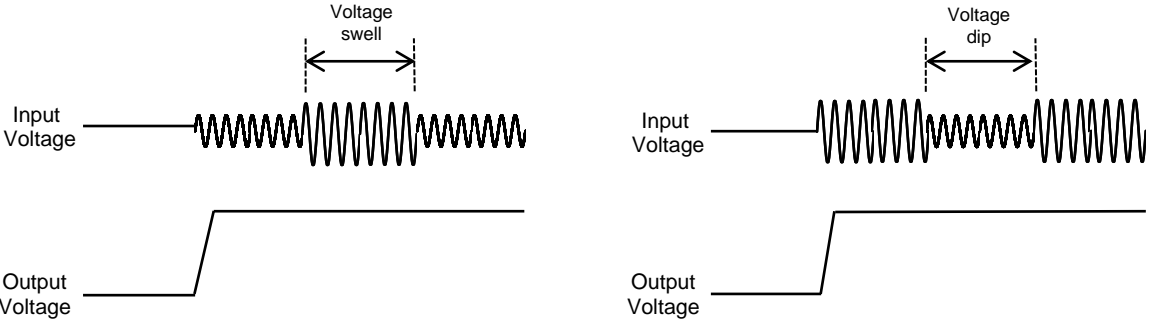 Voltage
swell
Input
Voltage
Output
Voltage
Voltage
dip
Input
Voltage
Output
Voltage